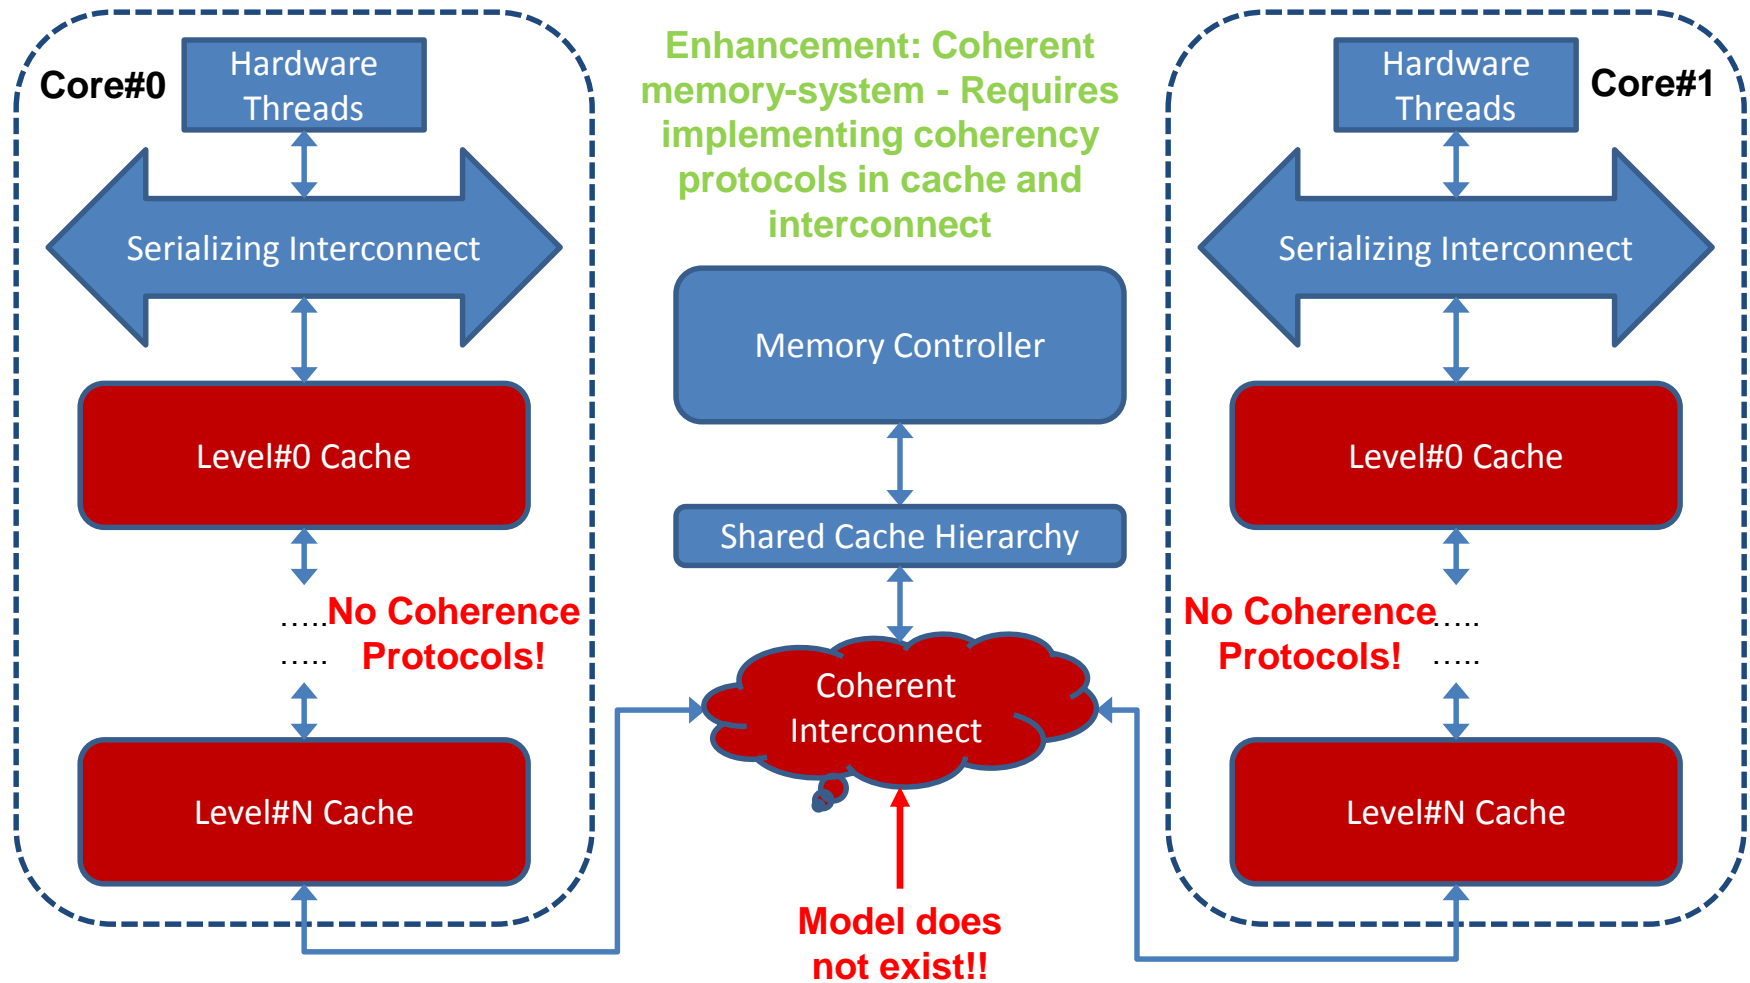 Core#0
Hardware
Threads
Serializing Interconnect
Level#0 Cache
.....
.....
No Coherence
Protocols!
Level#N Cache
Enhancement: Coherent
memory-system - Requires
implementing coherency
protocols in cache and
interconnect
Memory Controller
Shared Cache Hierarchy
Coherent
Interconnect
Model does
not exist!!
Hardware
Threads
Core#1
Serializing Interconnect
Level#0 Cache
No Coherence
Protocols!
.....
.....
Level#N Cache